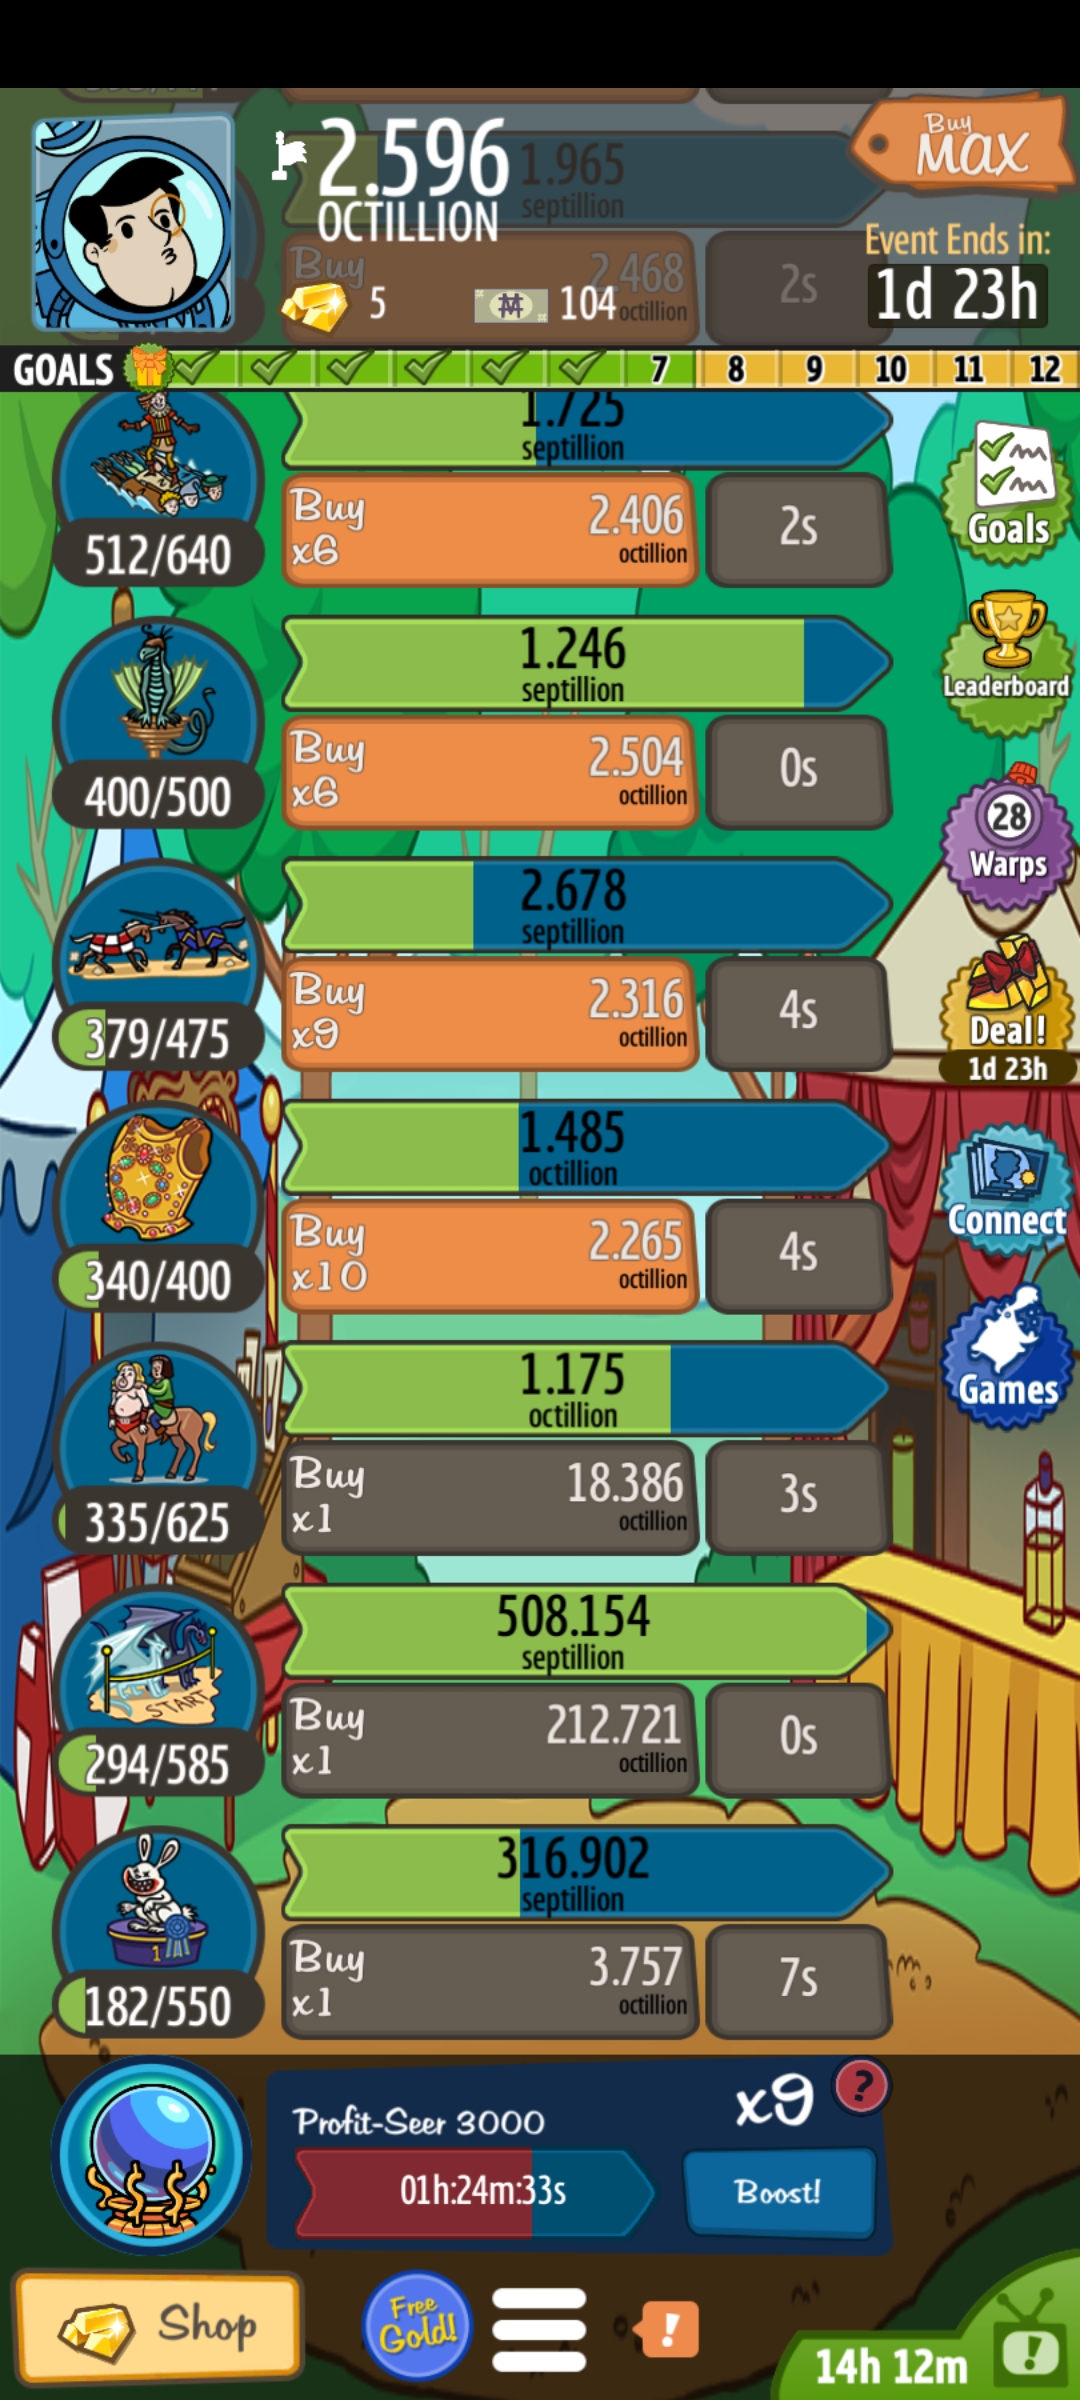 2.596
OCTILLION
1.965
septillion
Buy
MAX
Buy
2.468
octillion
2s
5
104
Event Ends in:
1d 23h
GOALS
7
8
9
10
11
12
1.725
septillion
512/640
Buy
x6
2.406
octillion
2s
Goals
1.246
septillion
400/500
Buy
x6
2.504
octillion
0s
Leaderboard
28
Warps
2.678
septillion
379/475
Buy
x9
2.316
octillion
4s
Deal!
1d 23h
1.485
octillion
340/400
Buy
x10
2.265
octillion
4s
Connect
1.175
octillion
335/625
Buy
x1
18.386
octillion
3s
Games
508.154
septillion
START
294/585
Buy
x1
212.721
octillion
0s
316.902
septillion
1
182/550
Buy
x1
3.757
octillion
7s
Profit-Seer 3000
x9
?
01h:24m:33s
Boost!
Shop
Free
Gold!
!
14h 12m
!